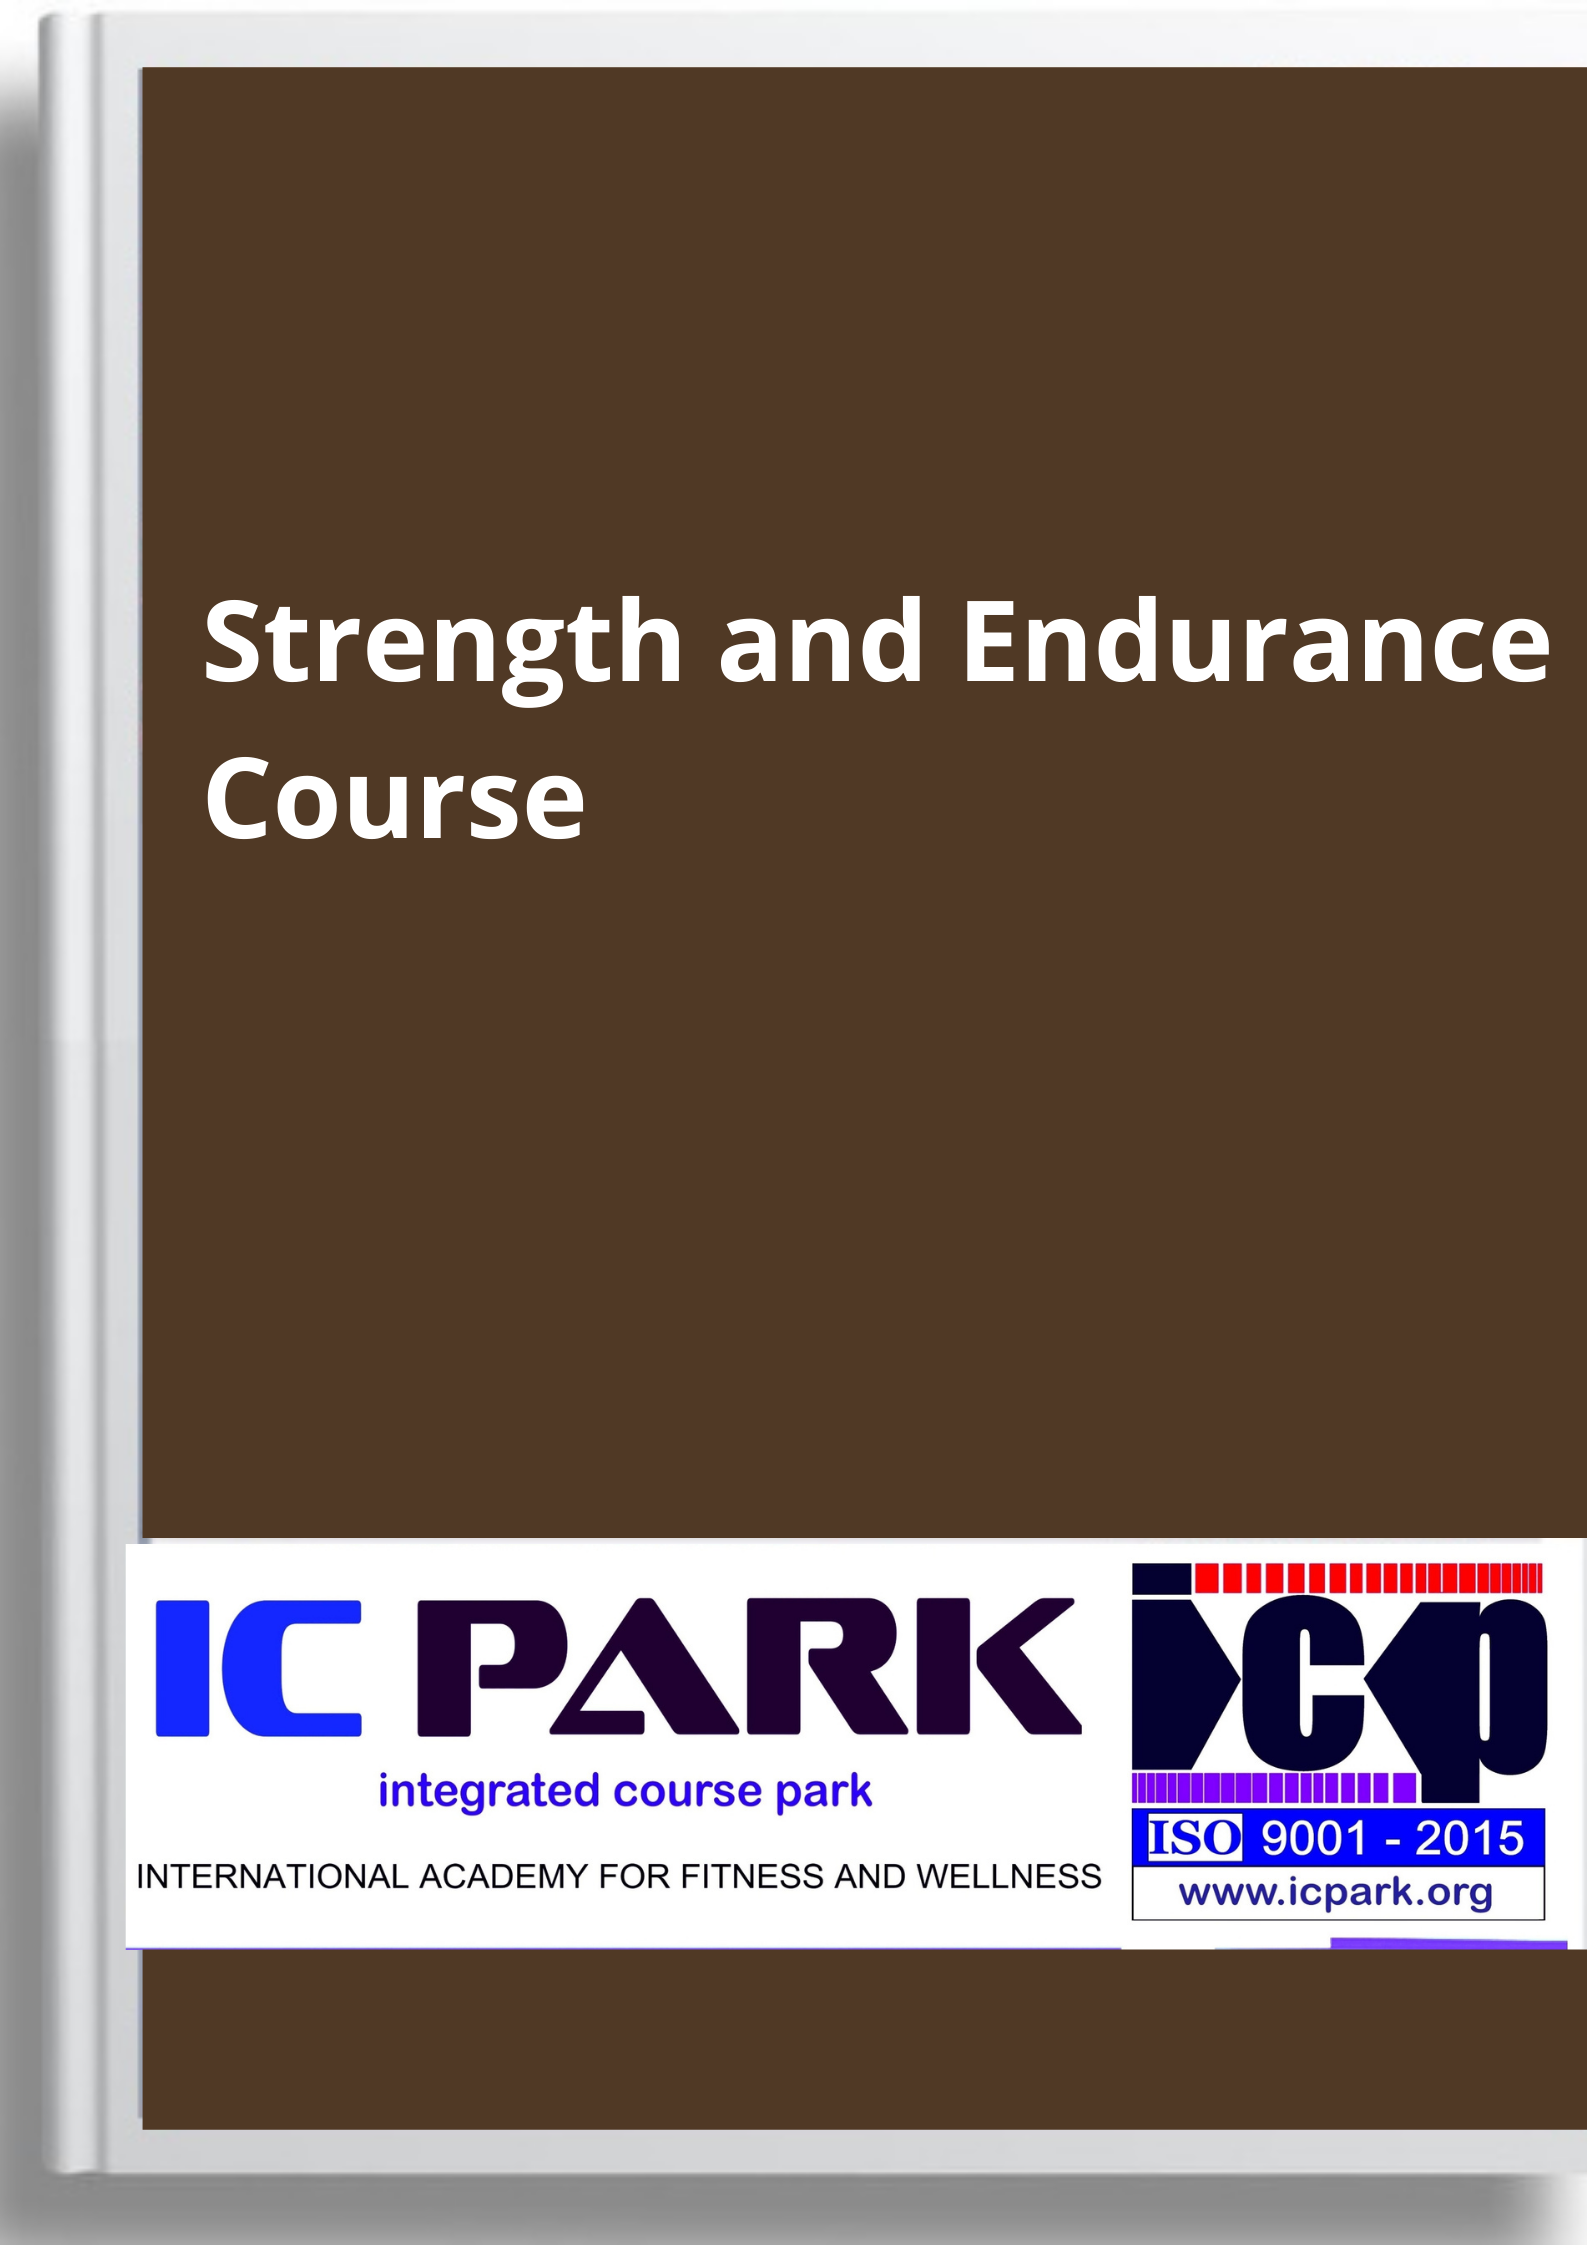 Strength and Endurance
Course
IC PARK
integrated course park
INTERNATIONAL ACADEMY FOR FITNESS AND WELLNESS
icp
ISO 9001 - 2015
www.icpark.org